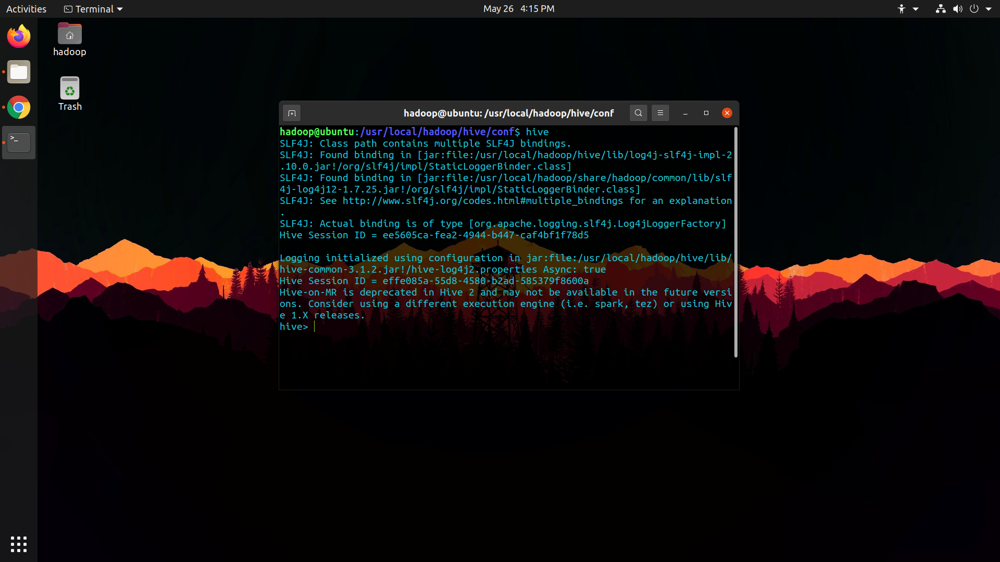 Activities
Terminal
May 26 4:15 PM
hadoop
Trash
hadoop@ubuntu: /usr/local/hadoop/hive/conf
hadoop@ubuntu:/usr/local/hadoop/hive/conf$ hive
SLF4J: Class path contains multiple SLF4J bindings.
SLF4J: Found binding in [jar:file:/usr/local/hadoop/hive/lib/log4j-slf4j-impl-2
.10.0.jar!/org/slf4j/impl/StaticLoggerBinder.class]
SLF4J: Found binding in [jar:file:/usr/local/hadoop/share/hadoop/common/lib/slf
4j-log4j12-1.7.25.jar!/org/slf4j/impl/StaticLoggerBinder.class]
SLF4J: See http://www.slf4j.org/codes.html#multiple_bindings for an explanation
.
SLF4J: Actual binding is of type [org.apache.logging.slf4j.Log4jLoggerFactory]
Hive Session ID = ee5605ca-fea2-4944-b447-caf4bf1f78d5
Logging initialized using configuration in jar:file:/usr/local/hadoop/hive/lib/
hive-common-3.1.2.jar!/hive-log4j2.properties Async: true
Hive Session ID = effe085a-55d8-4580-b2ad-585379f8600a
Hive-on-MR is deprecated in Hive 2 and may not be available in the future versi
ons. Consider using a different execution engine (i.e. spark, tez) or using Hiv
e 1.X releases.
hive>